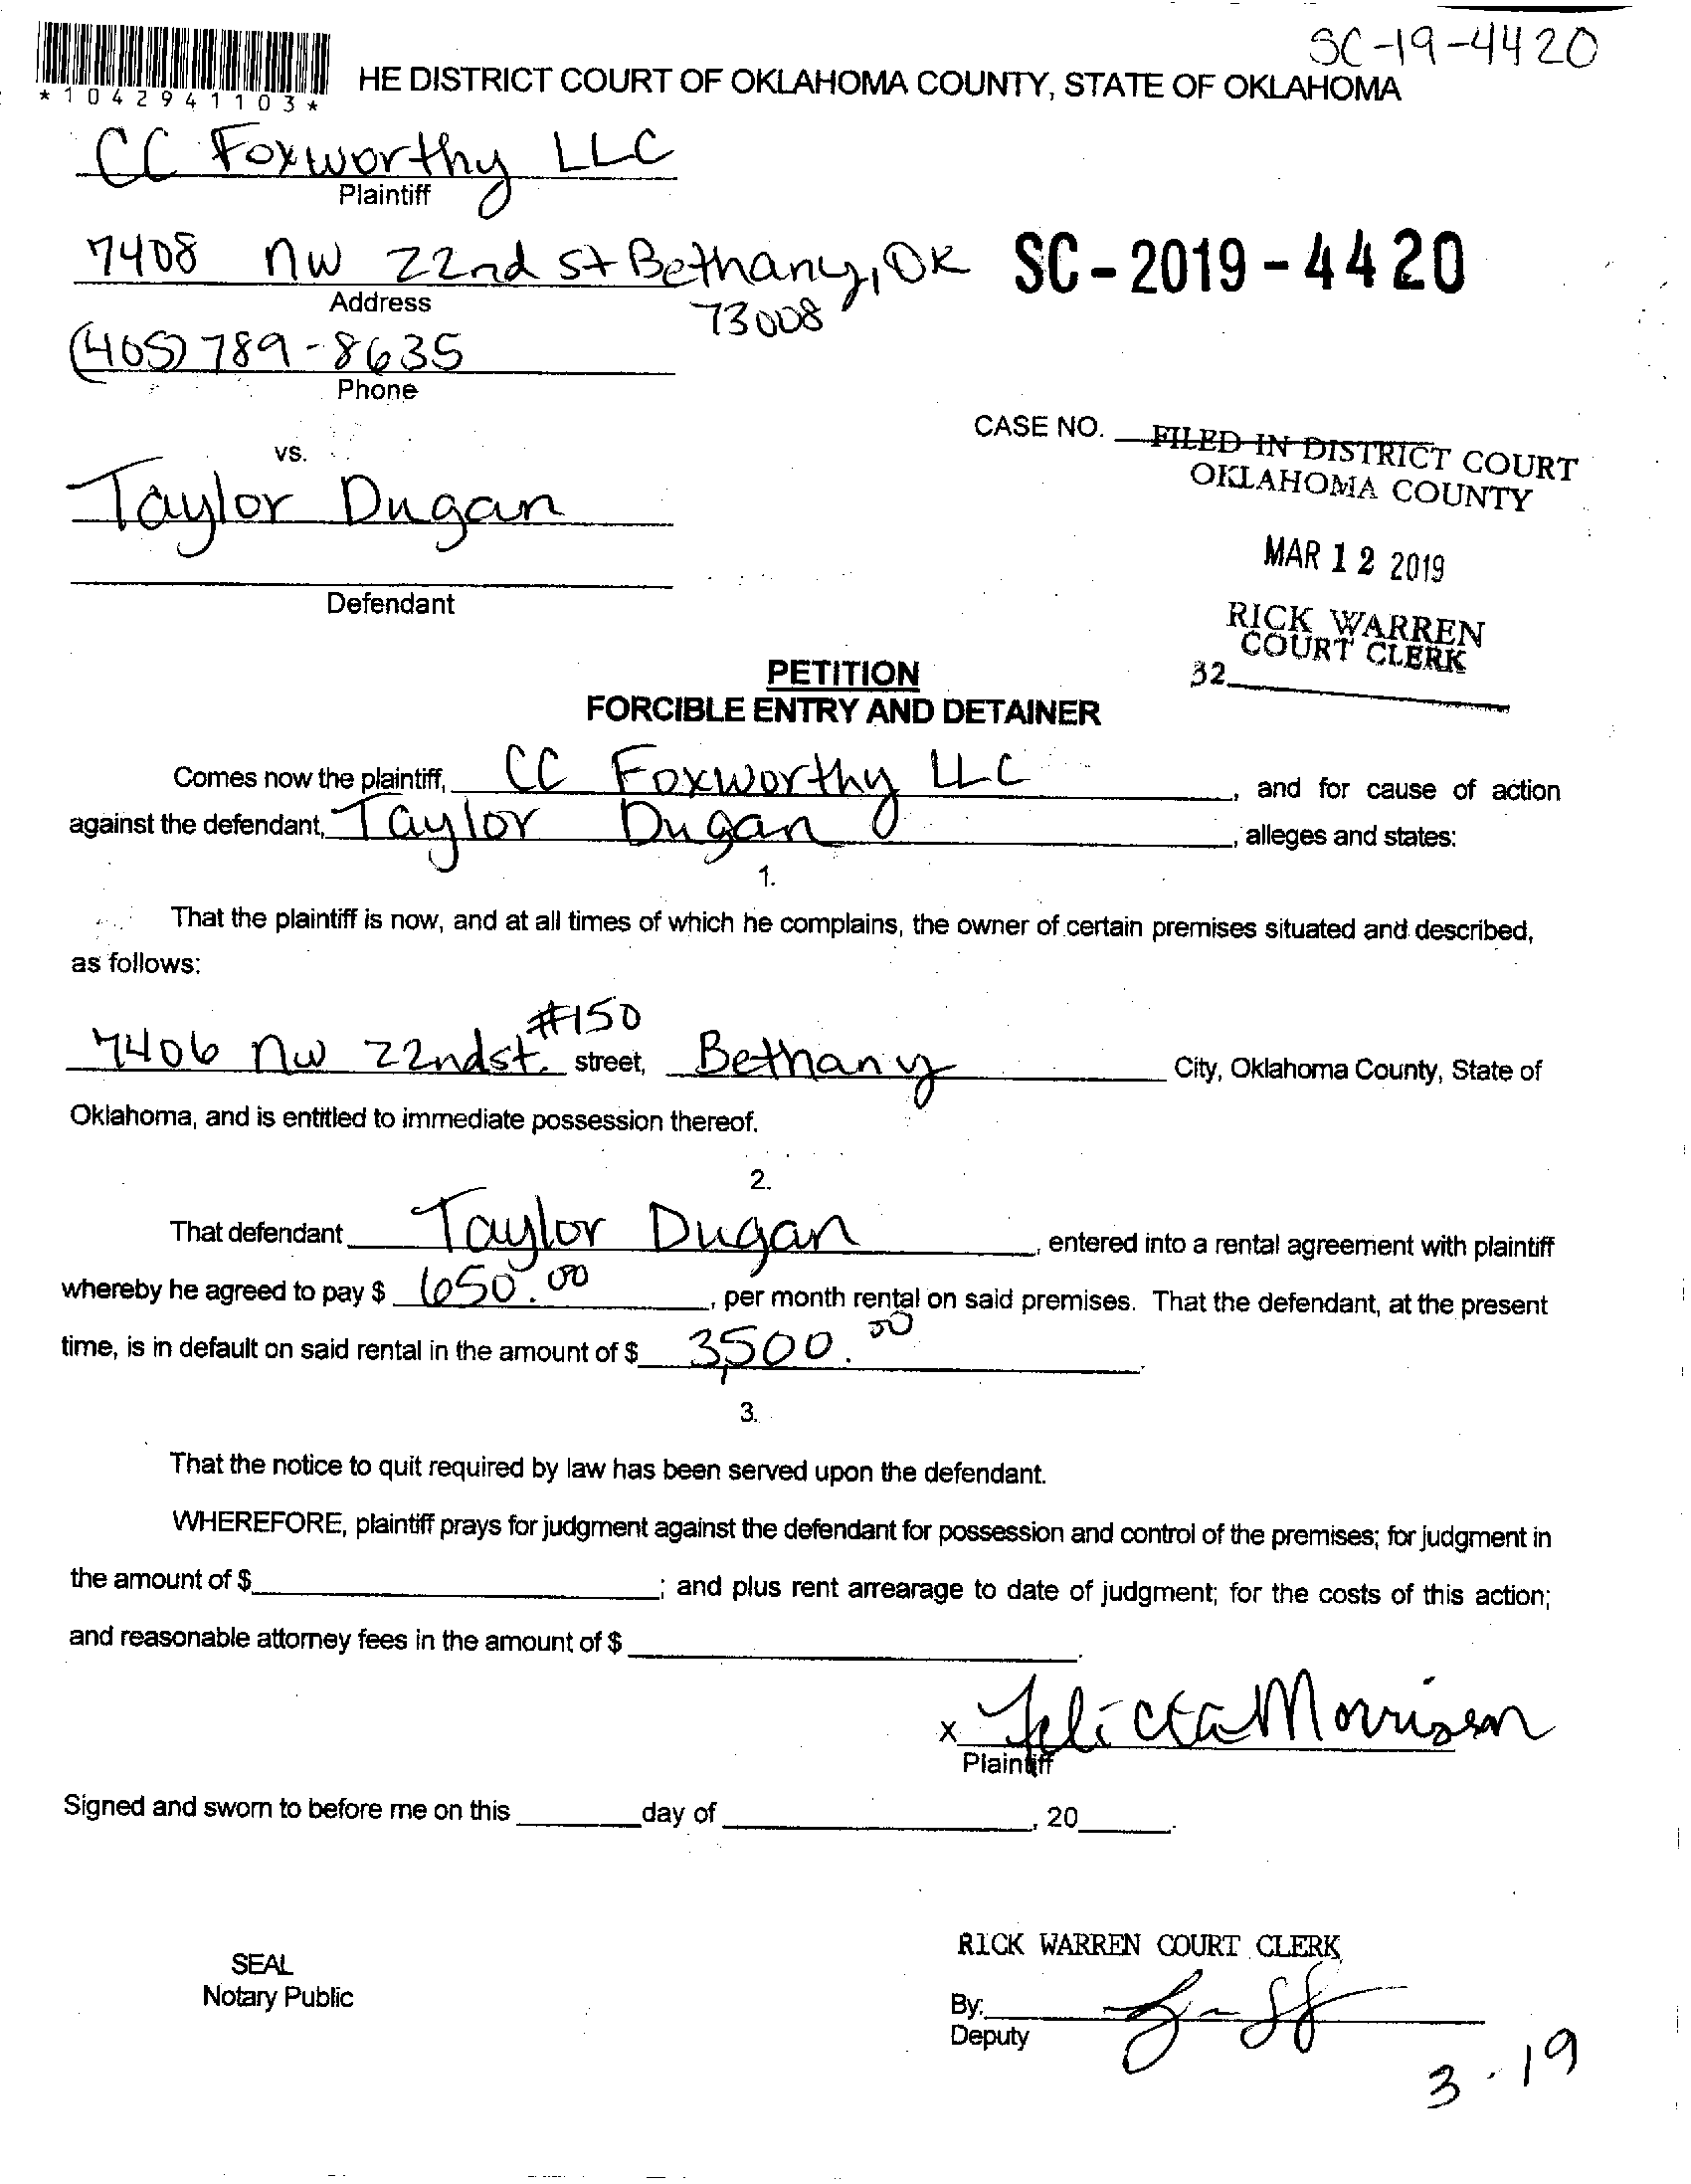 SC-19-4420
*1042941103*
HE DISTRICT COURT OF OKLAHOMA COUNTY, STATE OF OKLAHOMA
CC Foxworthy LLC
Plaintiff
7408 NW 22nd St Bethany, OK
73008
SC-2019-4420
Address
(405) 789-8635
Phone
CASE NO.
FILED IN DISTRICT COURT
OKLAHOMA COUNTY
vs.
Taylor Dugan
MAR 12 2019
Defendant
RICK WARREN
COURT CLERK
32
PETITION
FORCIBLE ENTRY AND DETAINER
Comes now the plaintiff, CC Foxworthy LLC, and for cause of action
against the defendant, Taylor Dugan, alleges and states:
1.
That the plaintiff is now, and at all times of which he complains, the owner of certain premises situated and described,
as follows:
#150
7406 NW 22nd st. street, Bethany City, Oklahoma County, State of
Oklahoma, and is entitled to immediate possession thereof.
2.
That defendant Taylor Dugan, entered into a rental agreement with plaintiff
whereby he agreed to pay $ 650.00, per month rental on said premises. That the defendant, at the present
time, is in default on said rental in the amount of $ 3,500.00.
3.
That the notice to quit required by law has been served upon the defendant.
WHEREFORE, plaintiff prays for judgment against the defendant for possession and control of the premises; for judgment in
the amount of $ ; and plus rent arrearage to date of judgment; for the costs of this action;
and reasonable attorney fees in the amount of $ .
x Felicia Morrison
Plaintiff
Signed and sworn to before me on this day of , 20 .
RICK WARREN COURT CLERK
SEAL
Notary Public
By:
Deputy
3-19